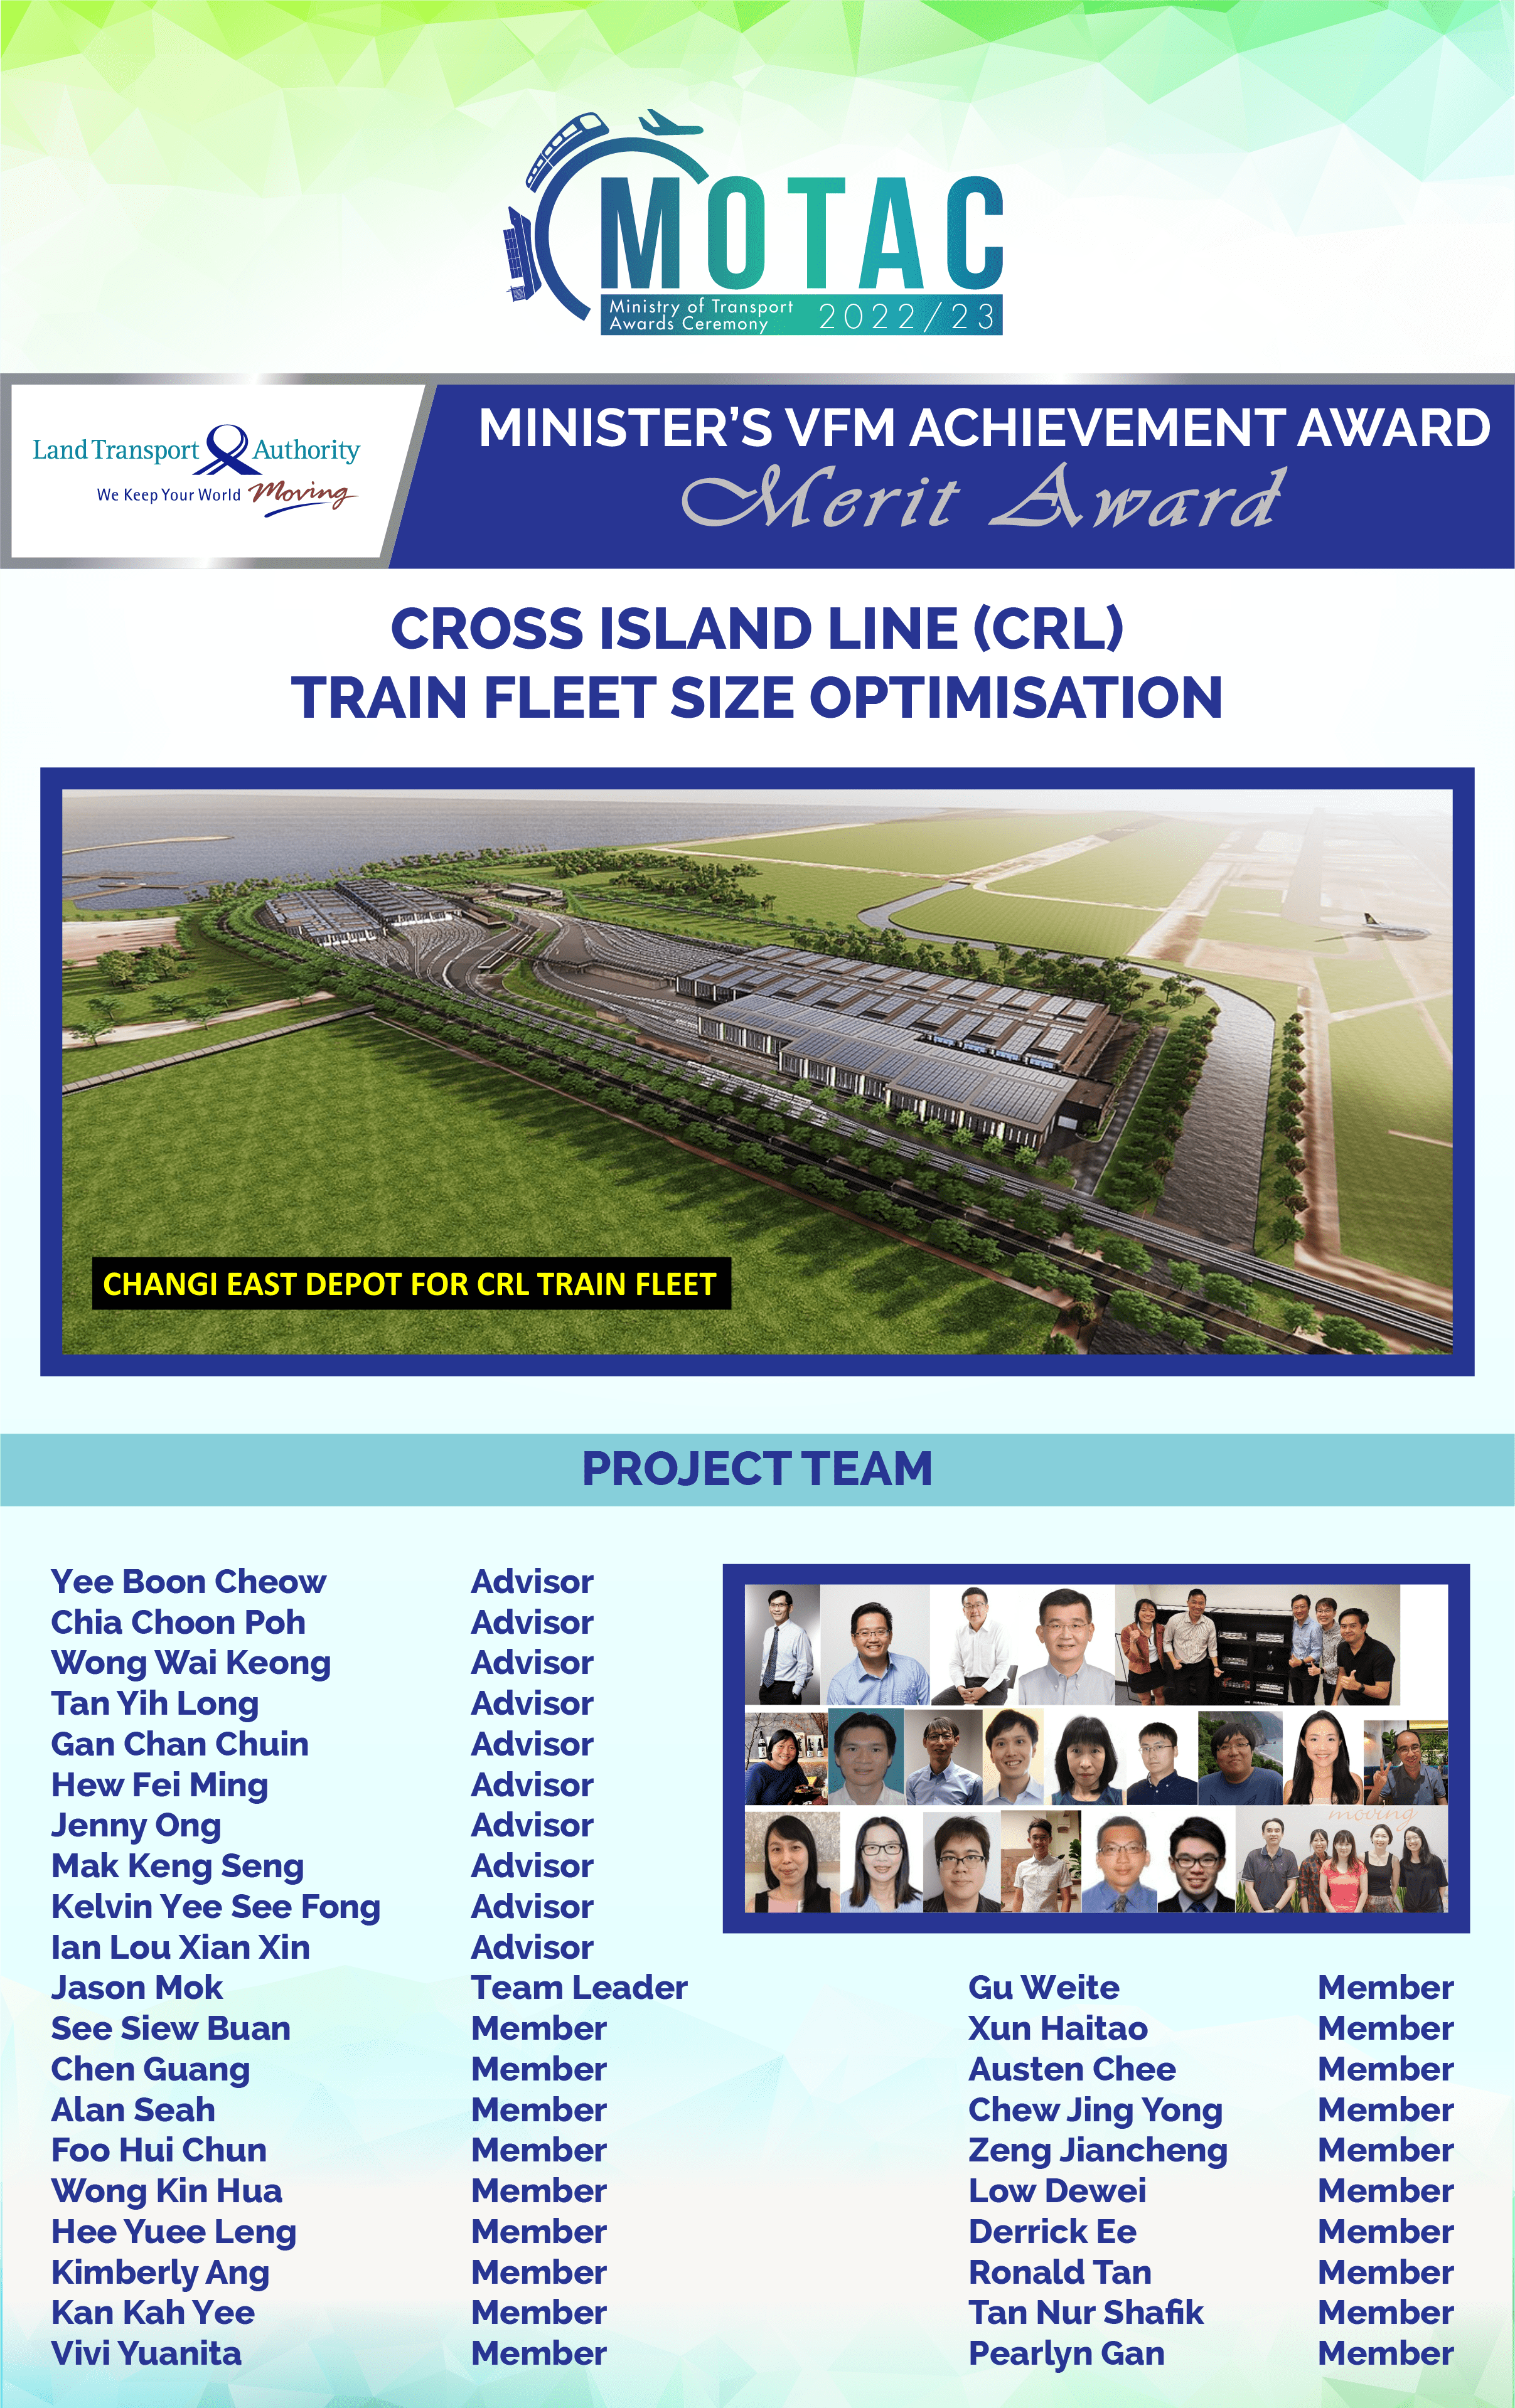 MOTAC
Ministry of Transport
Awards Ceremony 2022/23
Land Transport Authority
We Keep Your World Moving
MINISTER'S VFM ACHIEVEMENT AWARD
Merit Award
CROSS ISLAND LINE (CRL)
TRAIN FLEET SIZE OPTIMISATION
CHANGI EAST DEPOT FOR CRL TRAIN FLEET
PROJECT TEAM
Yee Boon Cheow Advisor
Chia Choon Poh Advisor
Wong Wai Keong Advisor
Tan Yih Long Advisor
Gan Chan Chuin Advisor
Hew Fei Ming Advisor
Jenny Ong Advisor
Mak Keng Seng Advisor
Kelvin Yee See Fong Advisor
Ian Lou Xian Xin Advisor
Jason Mok Team Leader
See Siew Buan Member
Chen Guang Member
Alan Seah Member
Foo Hui Chun Member
Wong Kin Hua Member
Hee Yuee Leng Member
Kimberly Ang Member
Kan Kah Yee Member
Vivi Yuanita Member
moving
Gu Weite Member
Xun Haitao Member
Austen Chee Member
Chew Jing Yong Member
Zeng Jiancheng Member
Low Dewei Member
Derrick Ee Member
Ronald Tan Member
Tan Nur Shafik Member
Pearlyn Gan Member